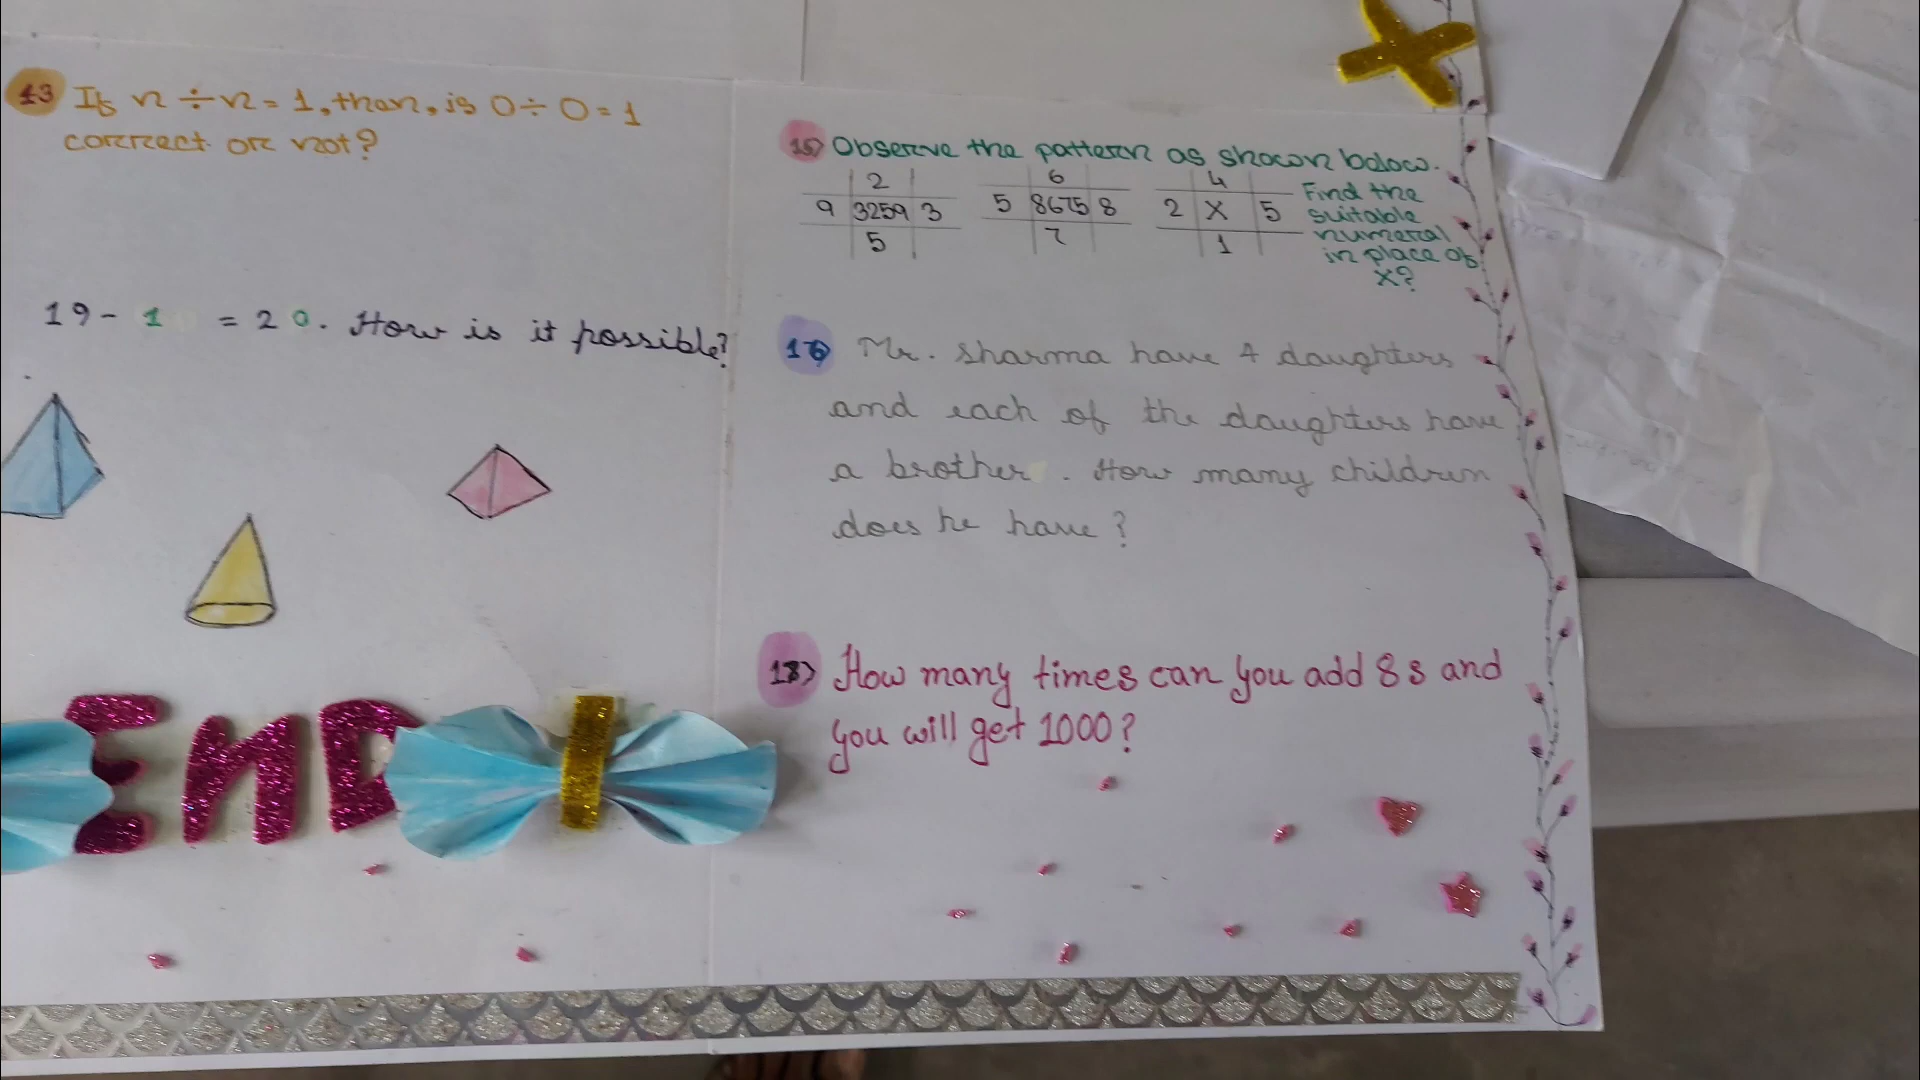 13 If n ÷ n = 1, then, is 0 ÷ 0 = 1
correct or not?
19 - 1 = 20. How is it possible?
END
15) Observe the pattern as shown below.
2
9 3259 3
5
6
5 8675 8
7
4
2 X 5
1
Find the
suitable
numeral
in place of
x?
16) Mr. Sharma have 4 daughters
and each of the daughters have
a brother . How many children
does he have ?
18) How many times can you add 8s and
you will get 1000?